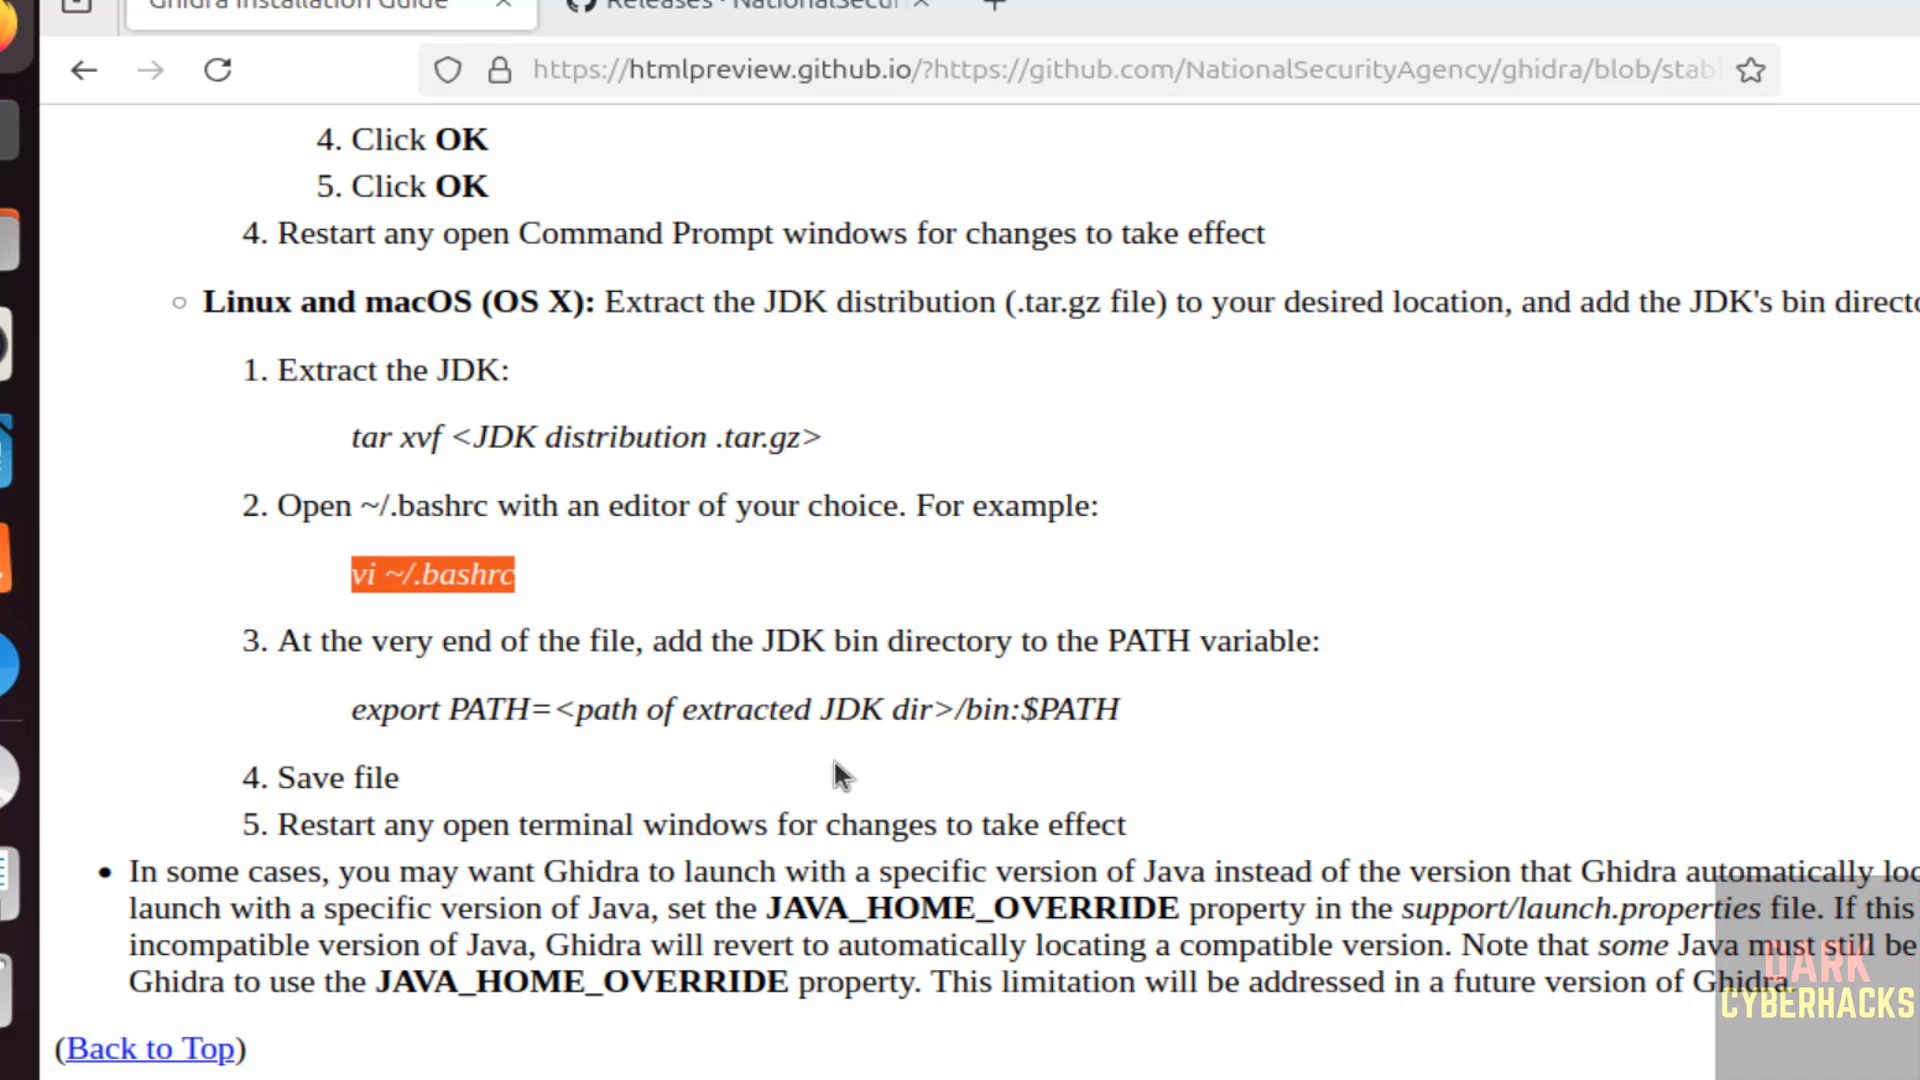 Ghidra Installation Guide
Releases · NationalSecuri
https://htmlpreview.github.io/?https://github.com/NationalSecurityAgency/ghidra/blob/stab
4. Click OK
5. Click OK
4. Restart any open Command Prompt windows for changes to take effect
Linux and macOS (OS X): Extract the JDK distribution (.tar.gz file) to your desired location, and add the JDK's bin directo
1. Extract the JDK:
tar xvf <JDK distribution .tar.gz>
2. Open ~/.bashrc with an editor of your choice. For example:
vi ~/.bashrc
3. At the very end of the file, add the JDK bin directory to the PATH variable:
export PATH=<path of extracted JDK dir>/bin:$PATH
4. Save file
5. Restart any open terminal windows for changes to take effect
In some cases, you may want Ghidra to launch with a specific version of Java instead of the version that Ghidra automatically loc
launch with a specific version of Java, set the JAVA_HOME_OVERRIDE property in the support/launch.properties file. If this
incompatible version of Java, Ghidra will revert to automatically locating a compatible version. Note that some Java must still be
Ghidra to use the JAVA_HOME_OVERRIDE property. This limitation will be addressed in a future version of Ghidra.
DARK
CYBERHACKS
(Back to Top)